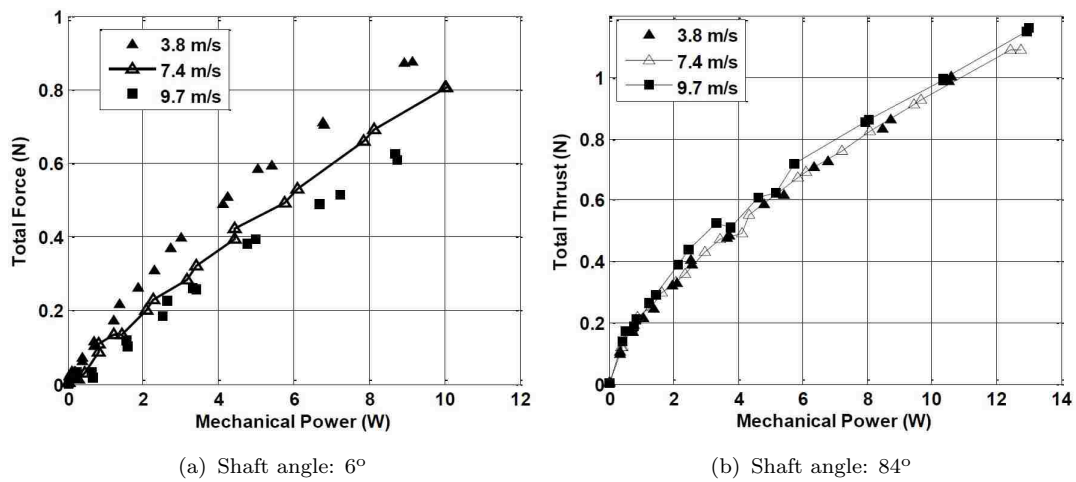 1
0.8
0.6
0.4
0.2
0
Total Force (N)
3.8 m/s
7.4 m/s
9.7 m/s
0 2 4 6 8 10 12
Mechanical Power (W)
(a) Shaft angle: 6º
1
0.8
0.6
0.4
0.2
0
Total Thrust (N)
3.8 m/s
7.4 m/s
9.7 m/s
0 2 4 6 8 10 12 14
Mechanical Power (W)
(b) Shaft angle: 84º